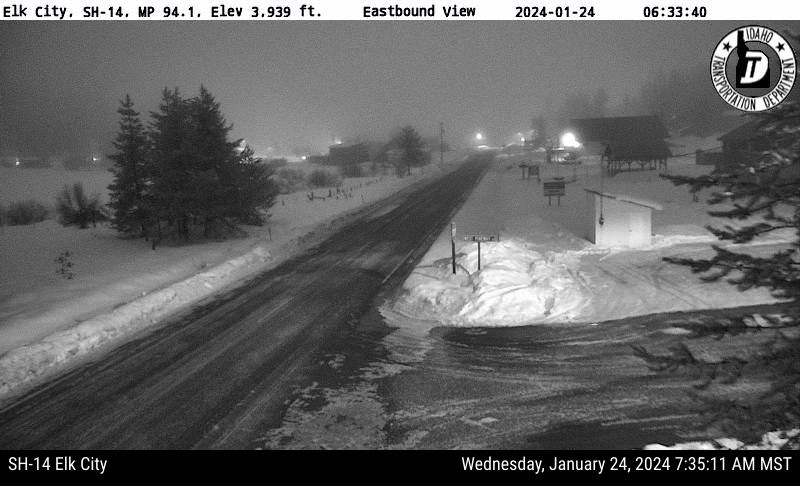 Elk City, SH-14, MP 94.1, Elev 3,939 ft. Eastbound View 2024-01-24 06:33:40
IDAHO
TRANSPORTATION DEPARTMENT
SH-14 Elk City Wednesday, January 24, 2024 7:35:11 AM MST